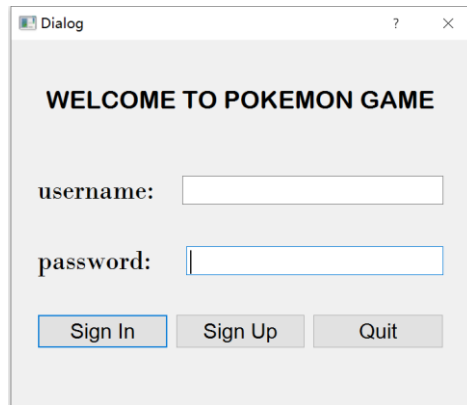 Dialog ? ×
WELCOME TO POKEMON GAME
username:
password:
Sign In Sign Up Quit